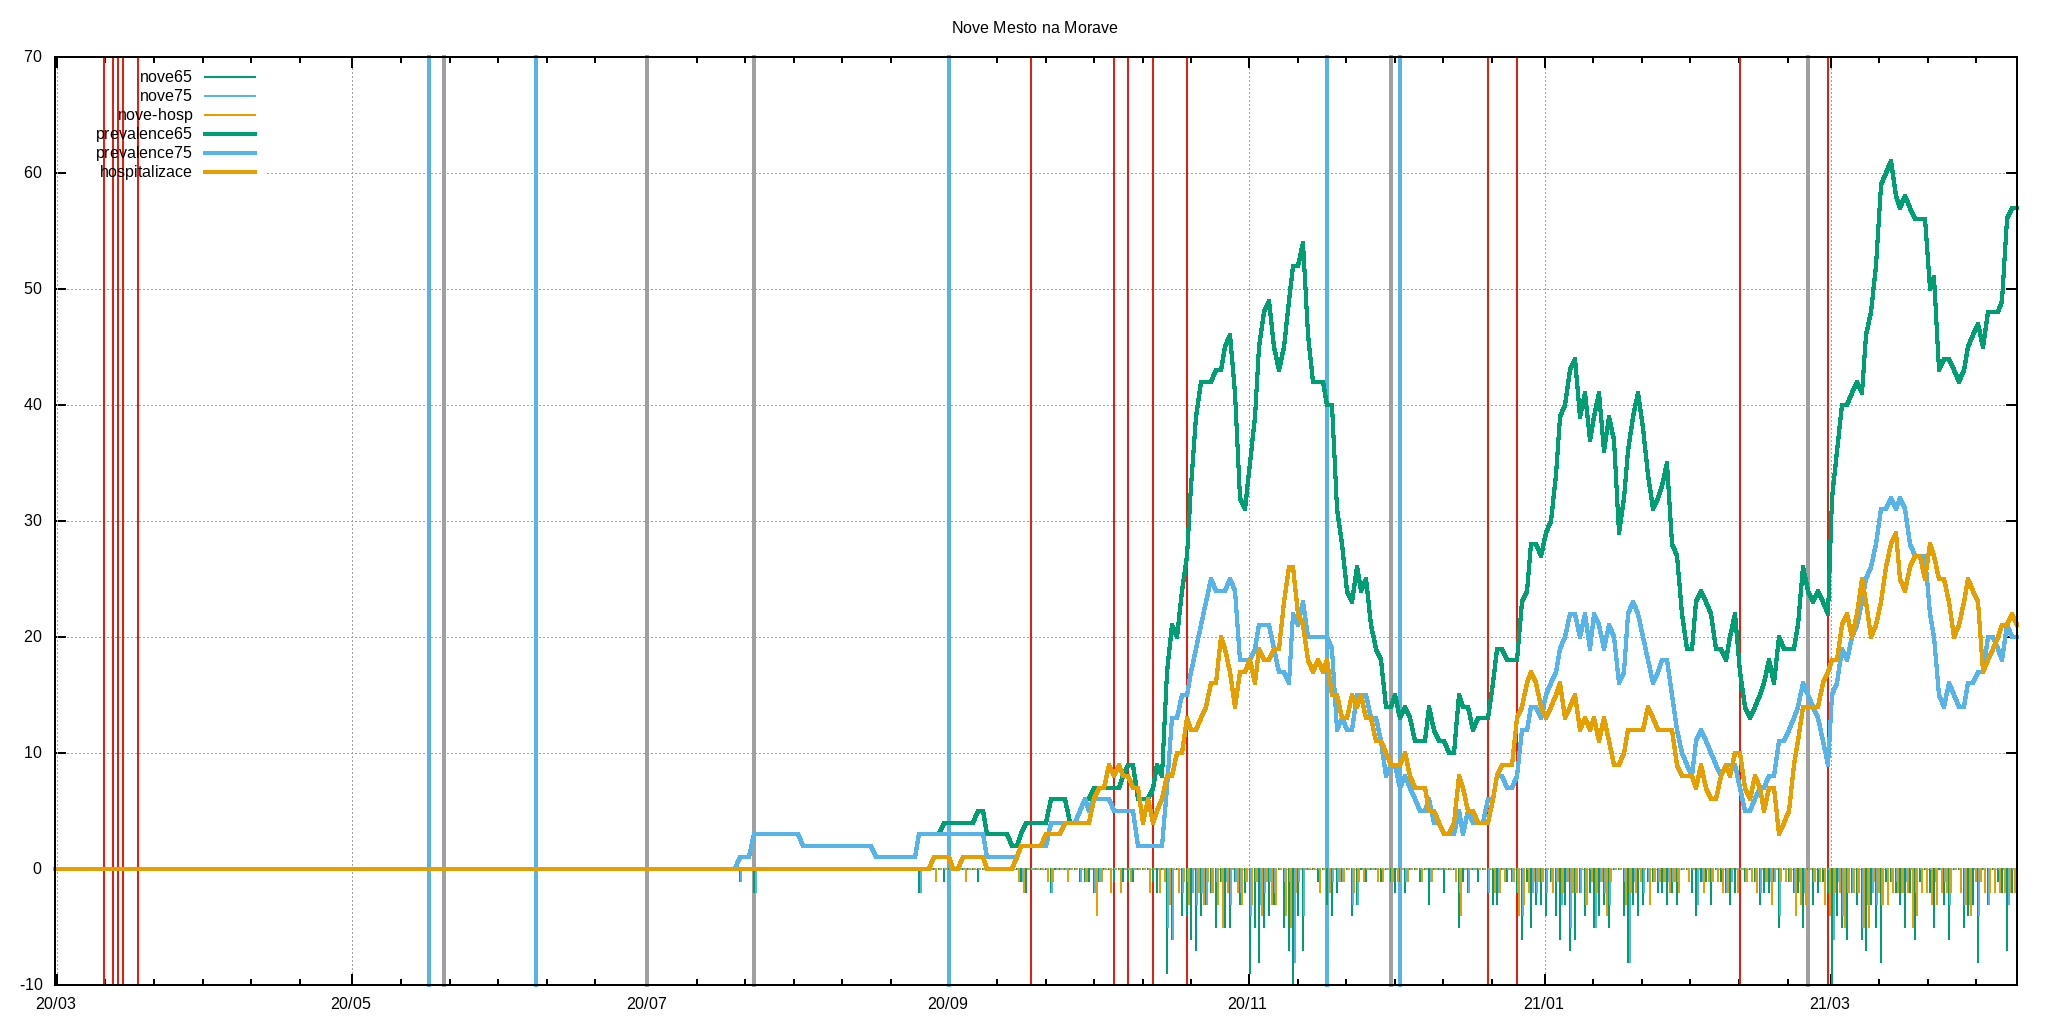 Nove Mesto na Morave
70
60
50
40
30
20
10
0
-10
nove65
nove75
nove-hosp
prevalence65
prevalence75
hospitalizace
20/03 20/05 20/07 20/09 20/11 21/01 21/03